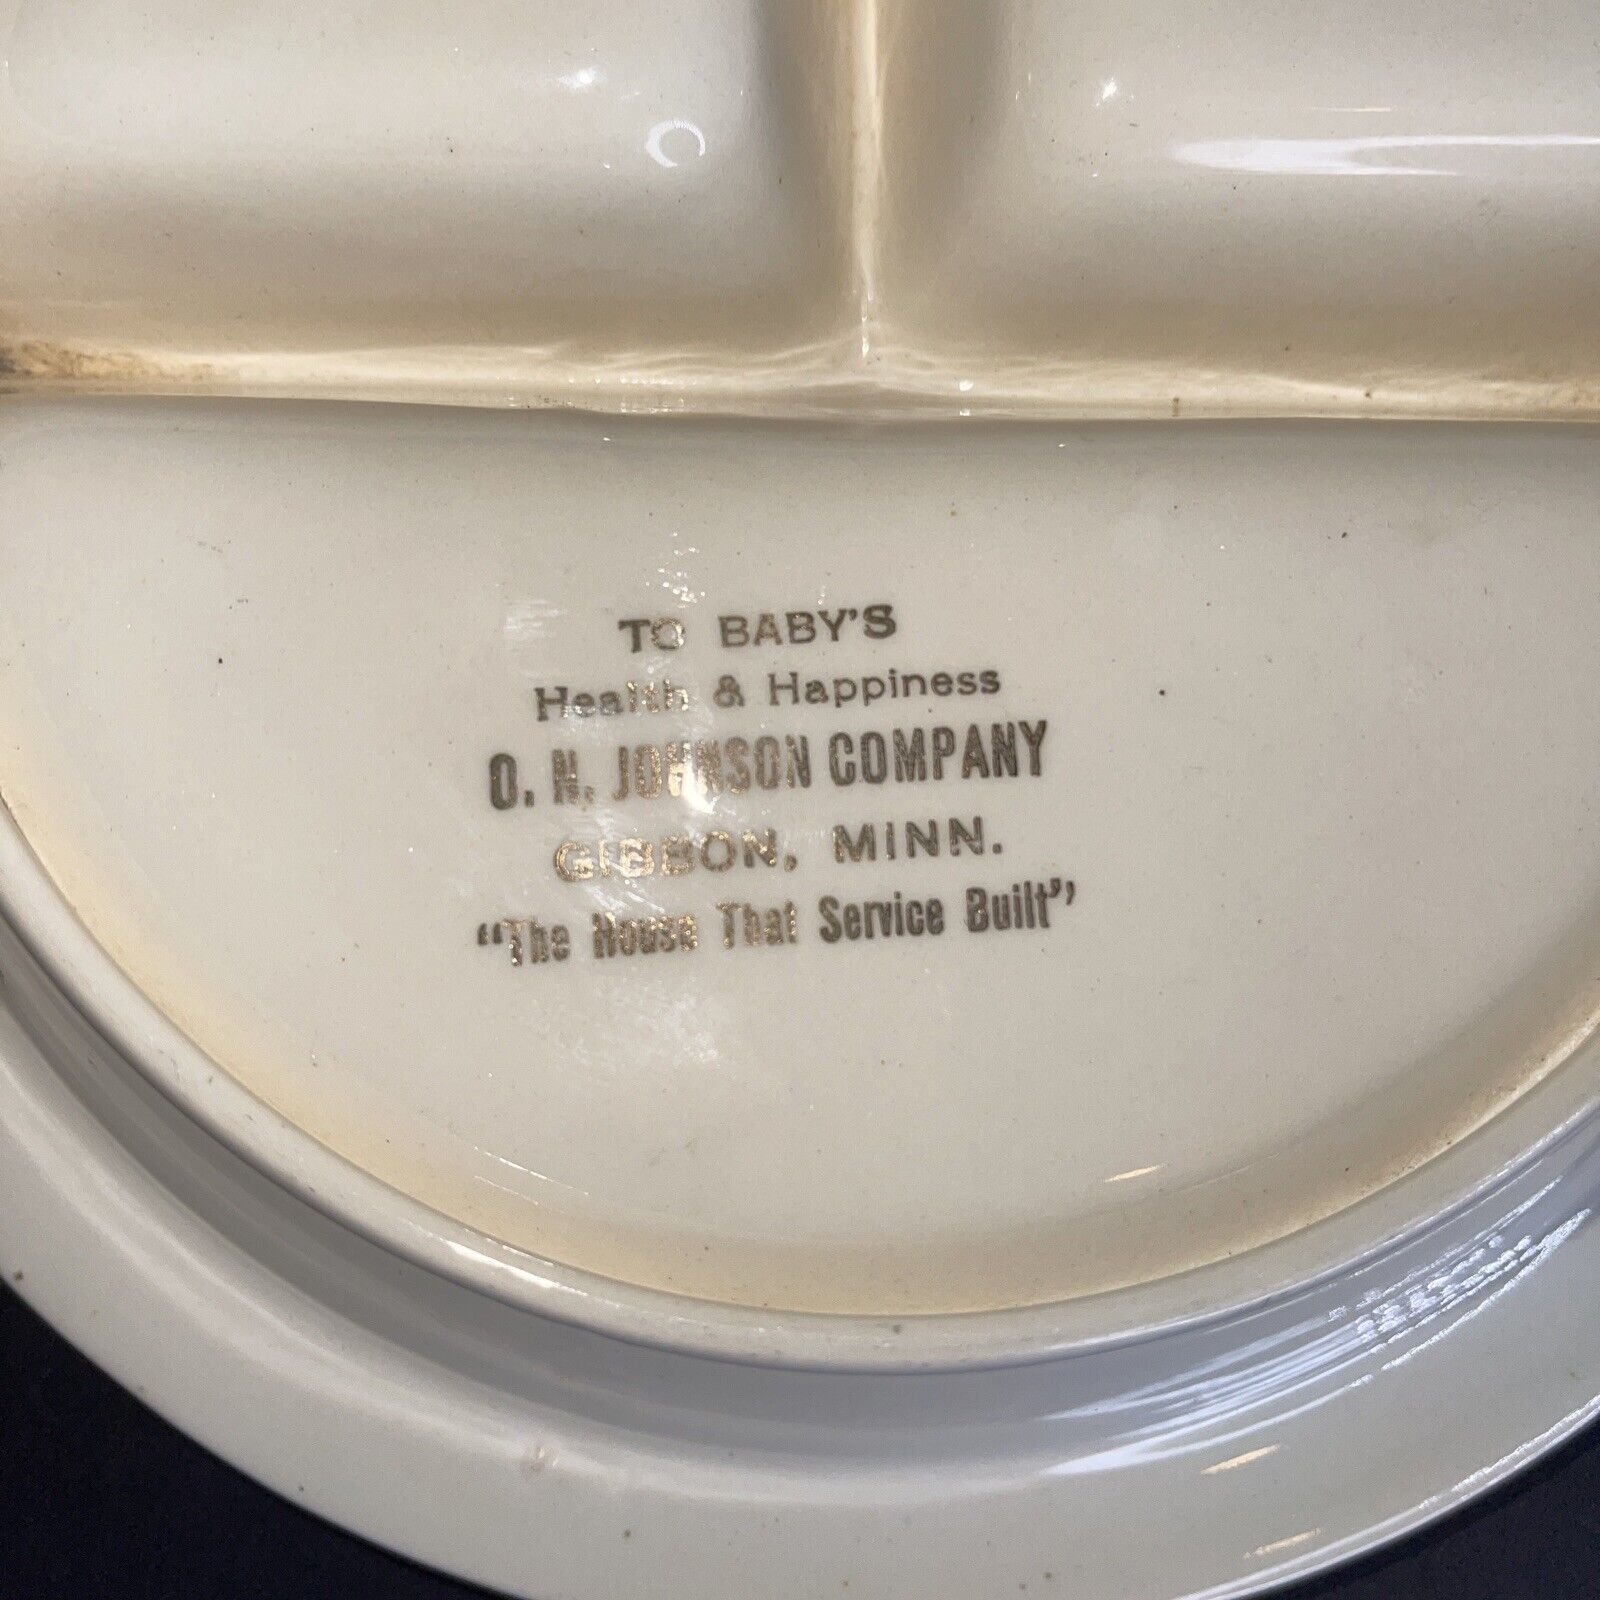 TO BABY'S
Health & Happiness
O. N. JOHNSON COMPANY
GIBBON, MINN.
"The House That Service Built"